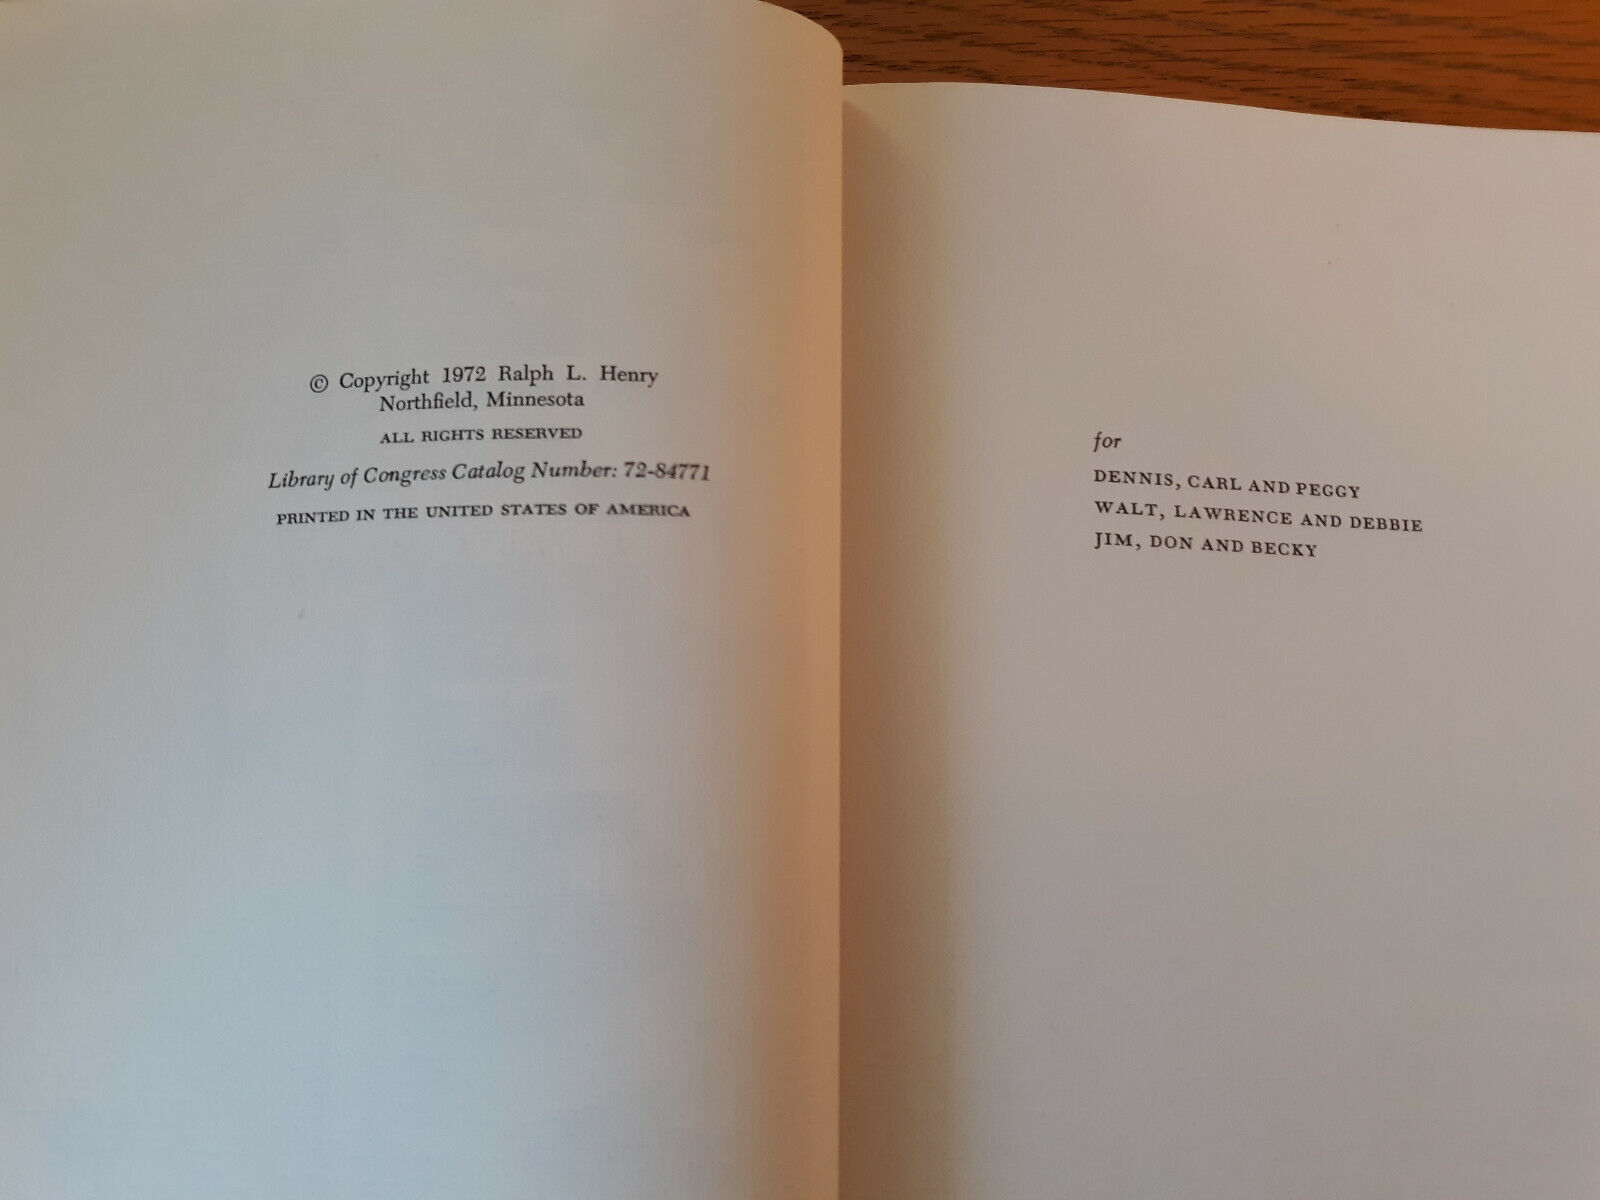 © Copyright 1972 Ralph L. Henry
Northfield, Minnesota
ALL RIGHTS RESERVED
Library of Congress Catalog Number: 72-84771
PRINTED IN THE UNITED STATES OF AMERICA
for
DENNIS, CARL AND PEGGY
WALT, LAWRENCE AND DEBBIE
JIM, DON AND BECKY